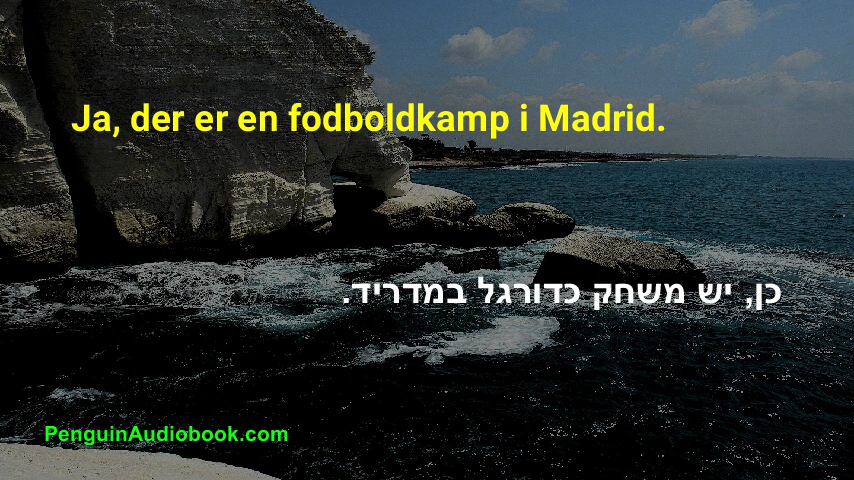 Ja, der er en fodboldkamp i Madrid.
כן, יש משחק כדורגל במדריד.
PenguinAudiobook.com